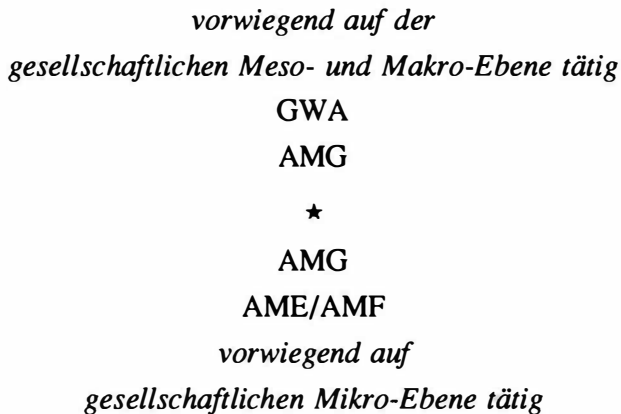 vorwiegend auf der
gesellschaftlichen Meso- und Makro-Ebene tätig
GWA
AMG
★
AMG
AME/AMF
vorwiegend auf
gesellschaftlichen Mikro-Ebene tätig